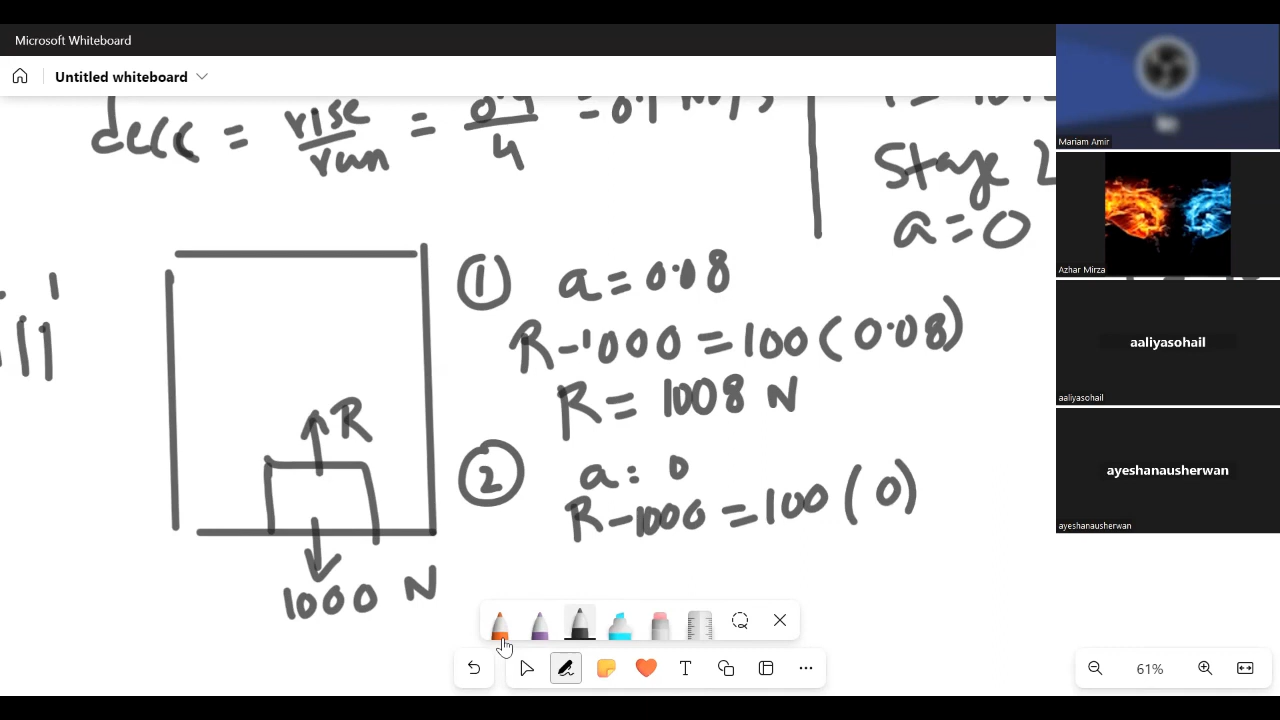 Microsoft Whiteboard
Untitled whiteboard
decc = rise/run = 0.4/4 = 0.1 m/s
Stage 2
a = 0
① a = 0.08
R - 1000 = 100 (0.08)
R = 1008 N
② a = 0
R - 1000 = 100 (0)
R
1000 N
61%
Mariam Amir
Azhar Mirza
aaliyasohail
aaliyasohail
ayeshanausherwan
ayeshanausherwan